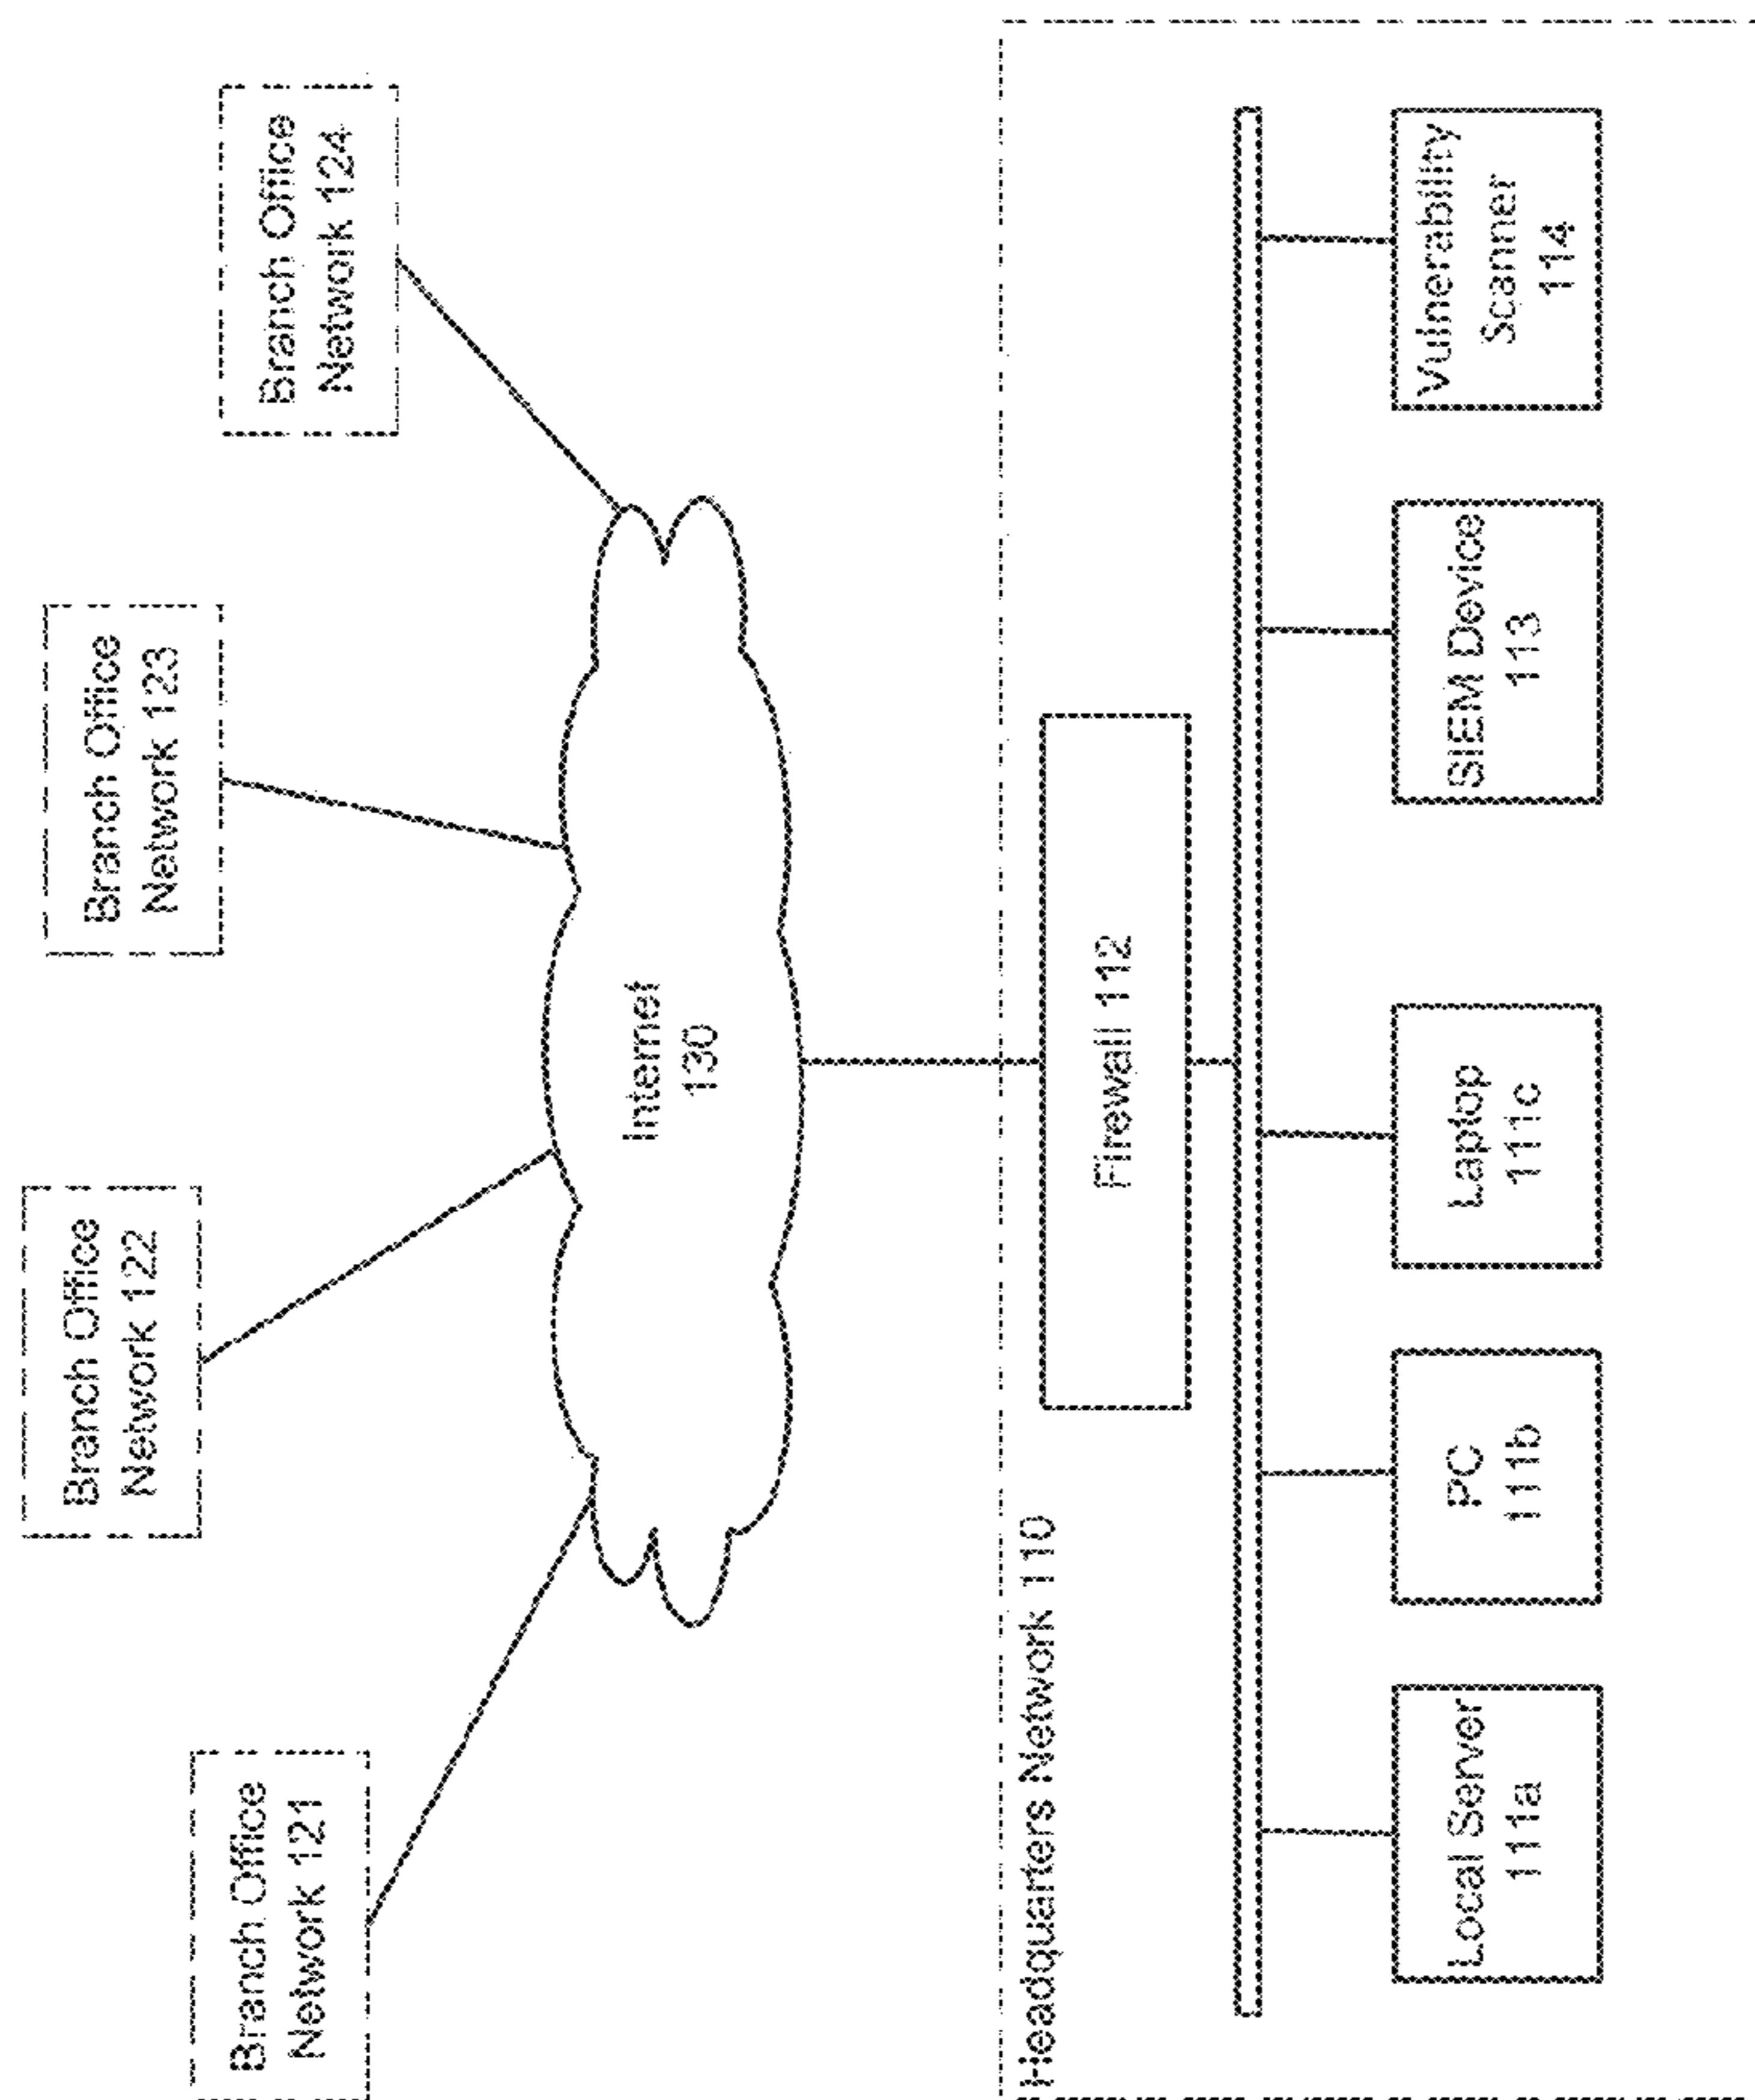 Branch Office
Network 121
Branch Office
Network 122
Branch Office
Network 123
Branch Office
Network 124
Internet
130
Headquarters Network 110
Firewall 112
Local Server
111a
PC
111b
Laptop
111c
SIEM Device
113
Vulnerability
Scanner
114